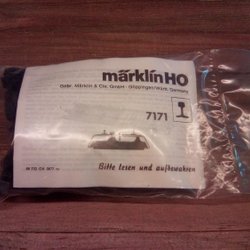 märklin HO
Gebr. Märklin & Cie. GmbH · Göppingen/Württ. Germany
7171
Bitte lesen und aufbewahren